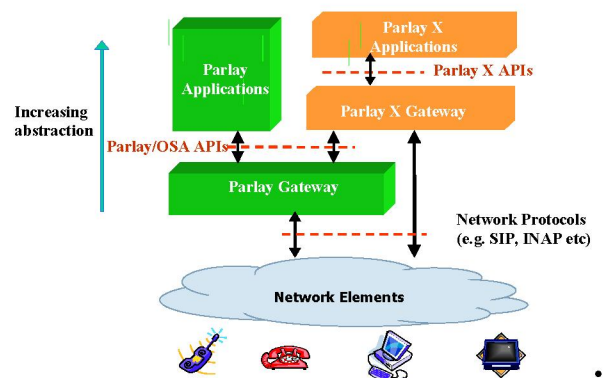 Parlay X
Applications
Parlay
Applications
Parlay X APIs
Increasing
abstraction
Parlay X Gateway
Parlay/OSA APIs
Parlay Gateway
Network Protocols
(e.g. SIP, INAP etc)
Network Elements